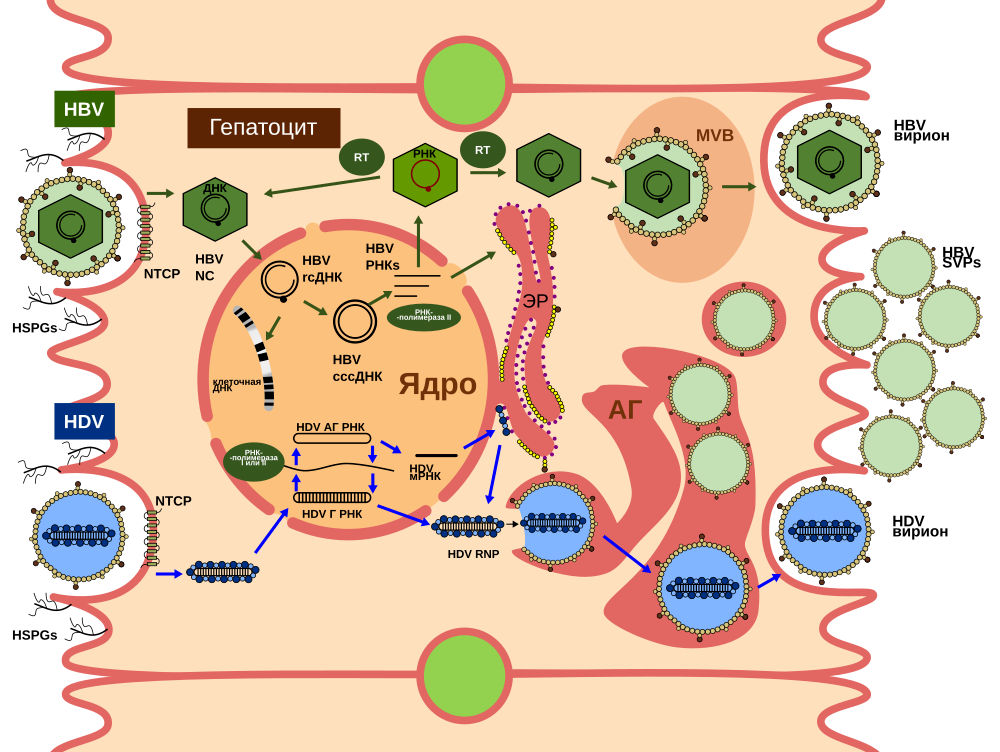 HBV
Гепатоцит
RT
РНК
RT
MVB
HBV
вирион
ДНК
NTCP
HBV
NC
HBV
rcДНК
HBV
РНКs
HBV
SVPs
HSPGs
РНК-
-полимераза II
ЭР
HBV
cccДНК
клеточная
ДНК
Ядро
АГ
HDV
HDV АГ РНК
РНК-
-полимераза
I или II
HDV
мРНК
NTCP
HDV Г РНК
HDV RNP
HDV
вирион
HSPGs